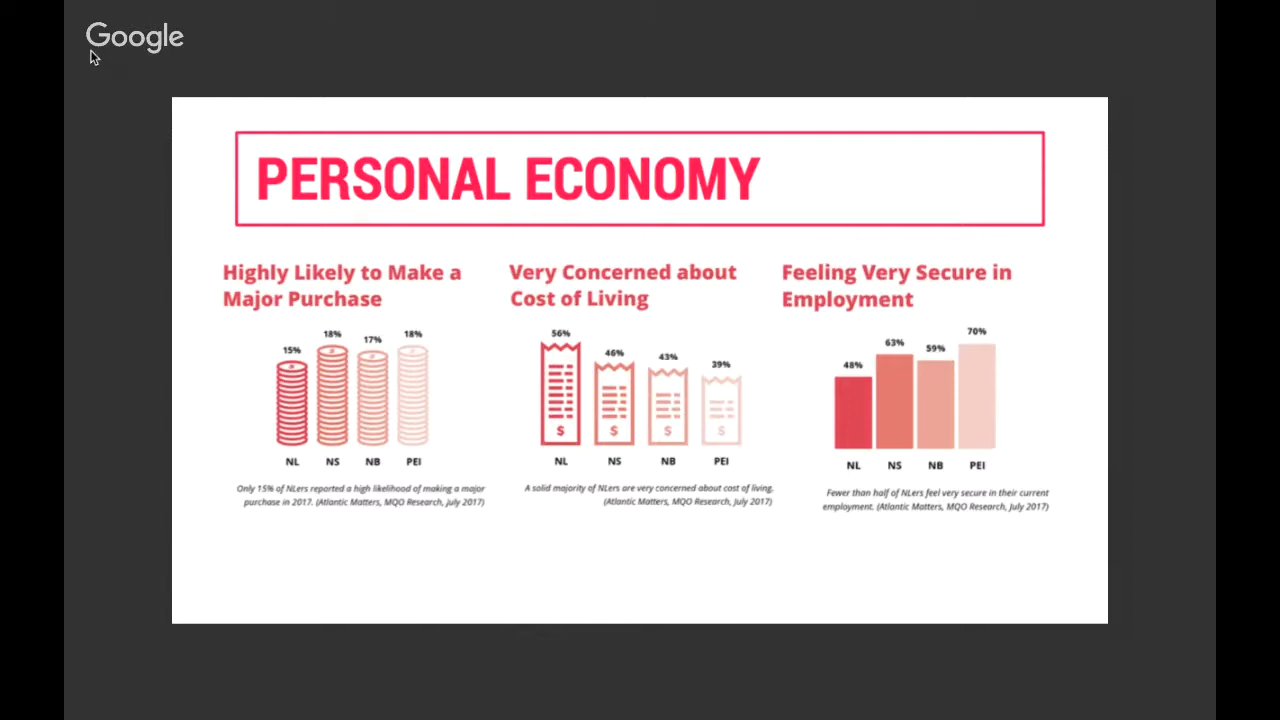 Google
PERSONAL ECONOMY
Highly Likely to Make a
Major Purchase
15%
18%
17%
18%
NL
NS
NB
PEI
Only 15% of NLers reported a high likelihood of making a major
purchase in 2017. (Atlantic Matters, MQO Research, July 2017)
Very Concerned about
Cost of Living
56%
46%
43%
39%
$
$
$
$
NL
NS
NB
PEI
A solid majority of NLers are very concerned about cost of living.
(Atlantic Matters, MQO Research, July 2017)
Feeling Very Secure in
Employment
48%
63%
59%
70%
NL
NS
NB
PEI
Fewer than half of NLers feel very secure in their current
employment. (Atlantic Matters, MQO Research, July 2017)